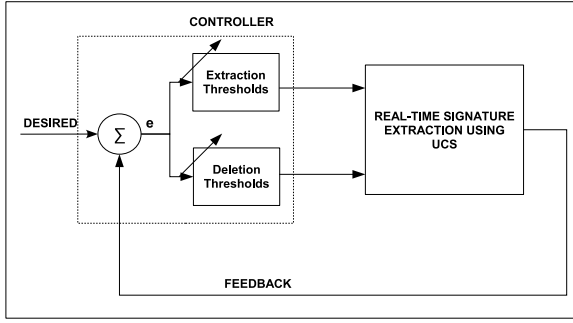 CONTROLLER
Extraction
Thresholds
DESIRED
Σ
e
Deletion
Thresholds
REAL-TIME SIGNATURE
EXTRACTION USING
UCS
FEEDBACK